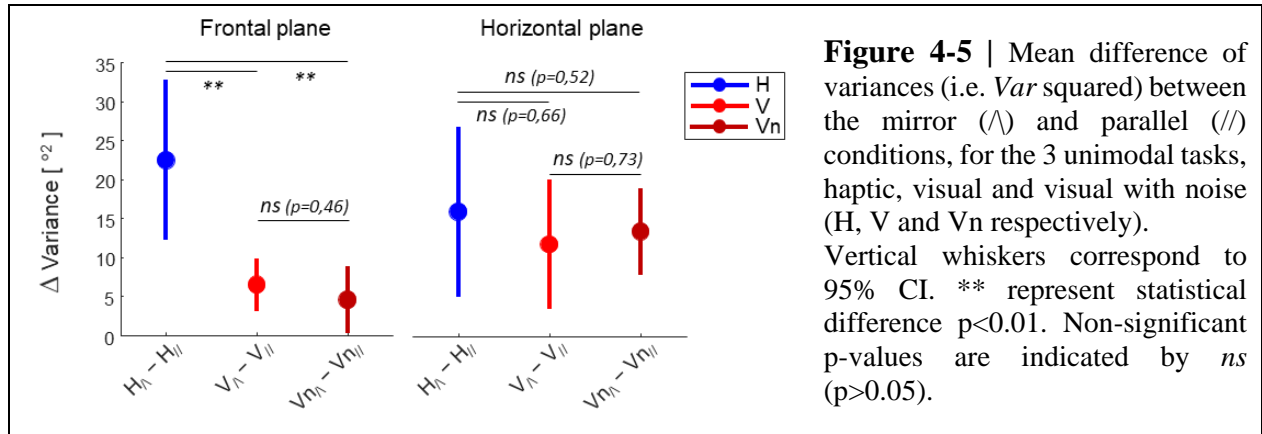 Frontal plane
Horizontal plane
Δ Variance [ °²]
35
30
25
20
15
10
5
0
**
**
ns (p=0,46)
ns (p=0,52)
ns (p=0,66)
ns (p=0,73)
H
V
Vn
H/\ – H//
V/\ – V//
Vn/\ – Vn//
H/\ – H//
V/\ – V//
Vn/\ – Vn//
Figure 4-5 | Mean difference of
variances (i.e. Var squared) between
the mirror (/\) and parallel (//)
conditions, for the 3 unimodal tasks,
haptic, visual and visual with noise
(H, V and Vn respectively).
Vertical whiskers correspond to
95% CI. ** represent statistical
difference p<0.01. Non-significant
p-values are indicated by ns
(p>0.05).